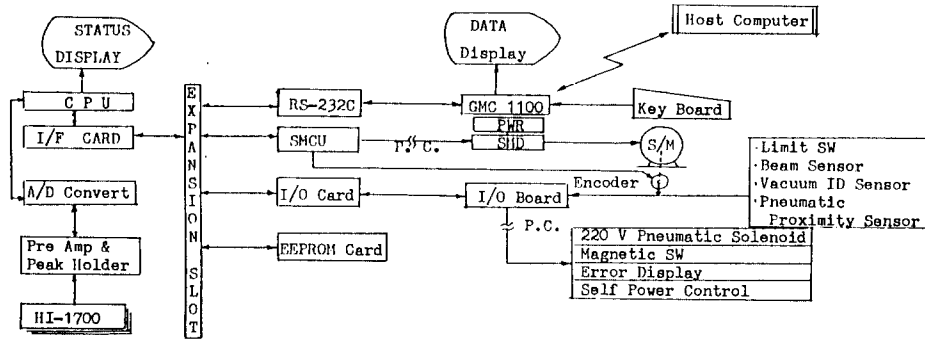 STATUS
DISPLAY
C P U
I/F CARD
A/D Convert
Pre Amp &
Peak Holder
HI-1700
EXPANSION SLOT
DATA
Display
Host Computer
RS-232C
GMC 1100
Key Board
PWR
SMCU
P. C.
SMD
S/M
Encoder
I/O Card
I/O Board
P.C.
EEPROM Card
·Limit SW
·Beam Sensor
·Vacuum ID Sensor
·Pneumatic
Proximity Sensor
220 V Pneumatic Solenoid
Magnetic SW
Error Display
Self Power Control